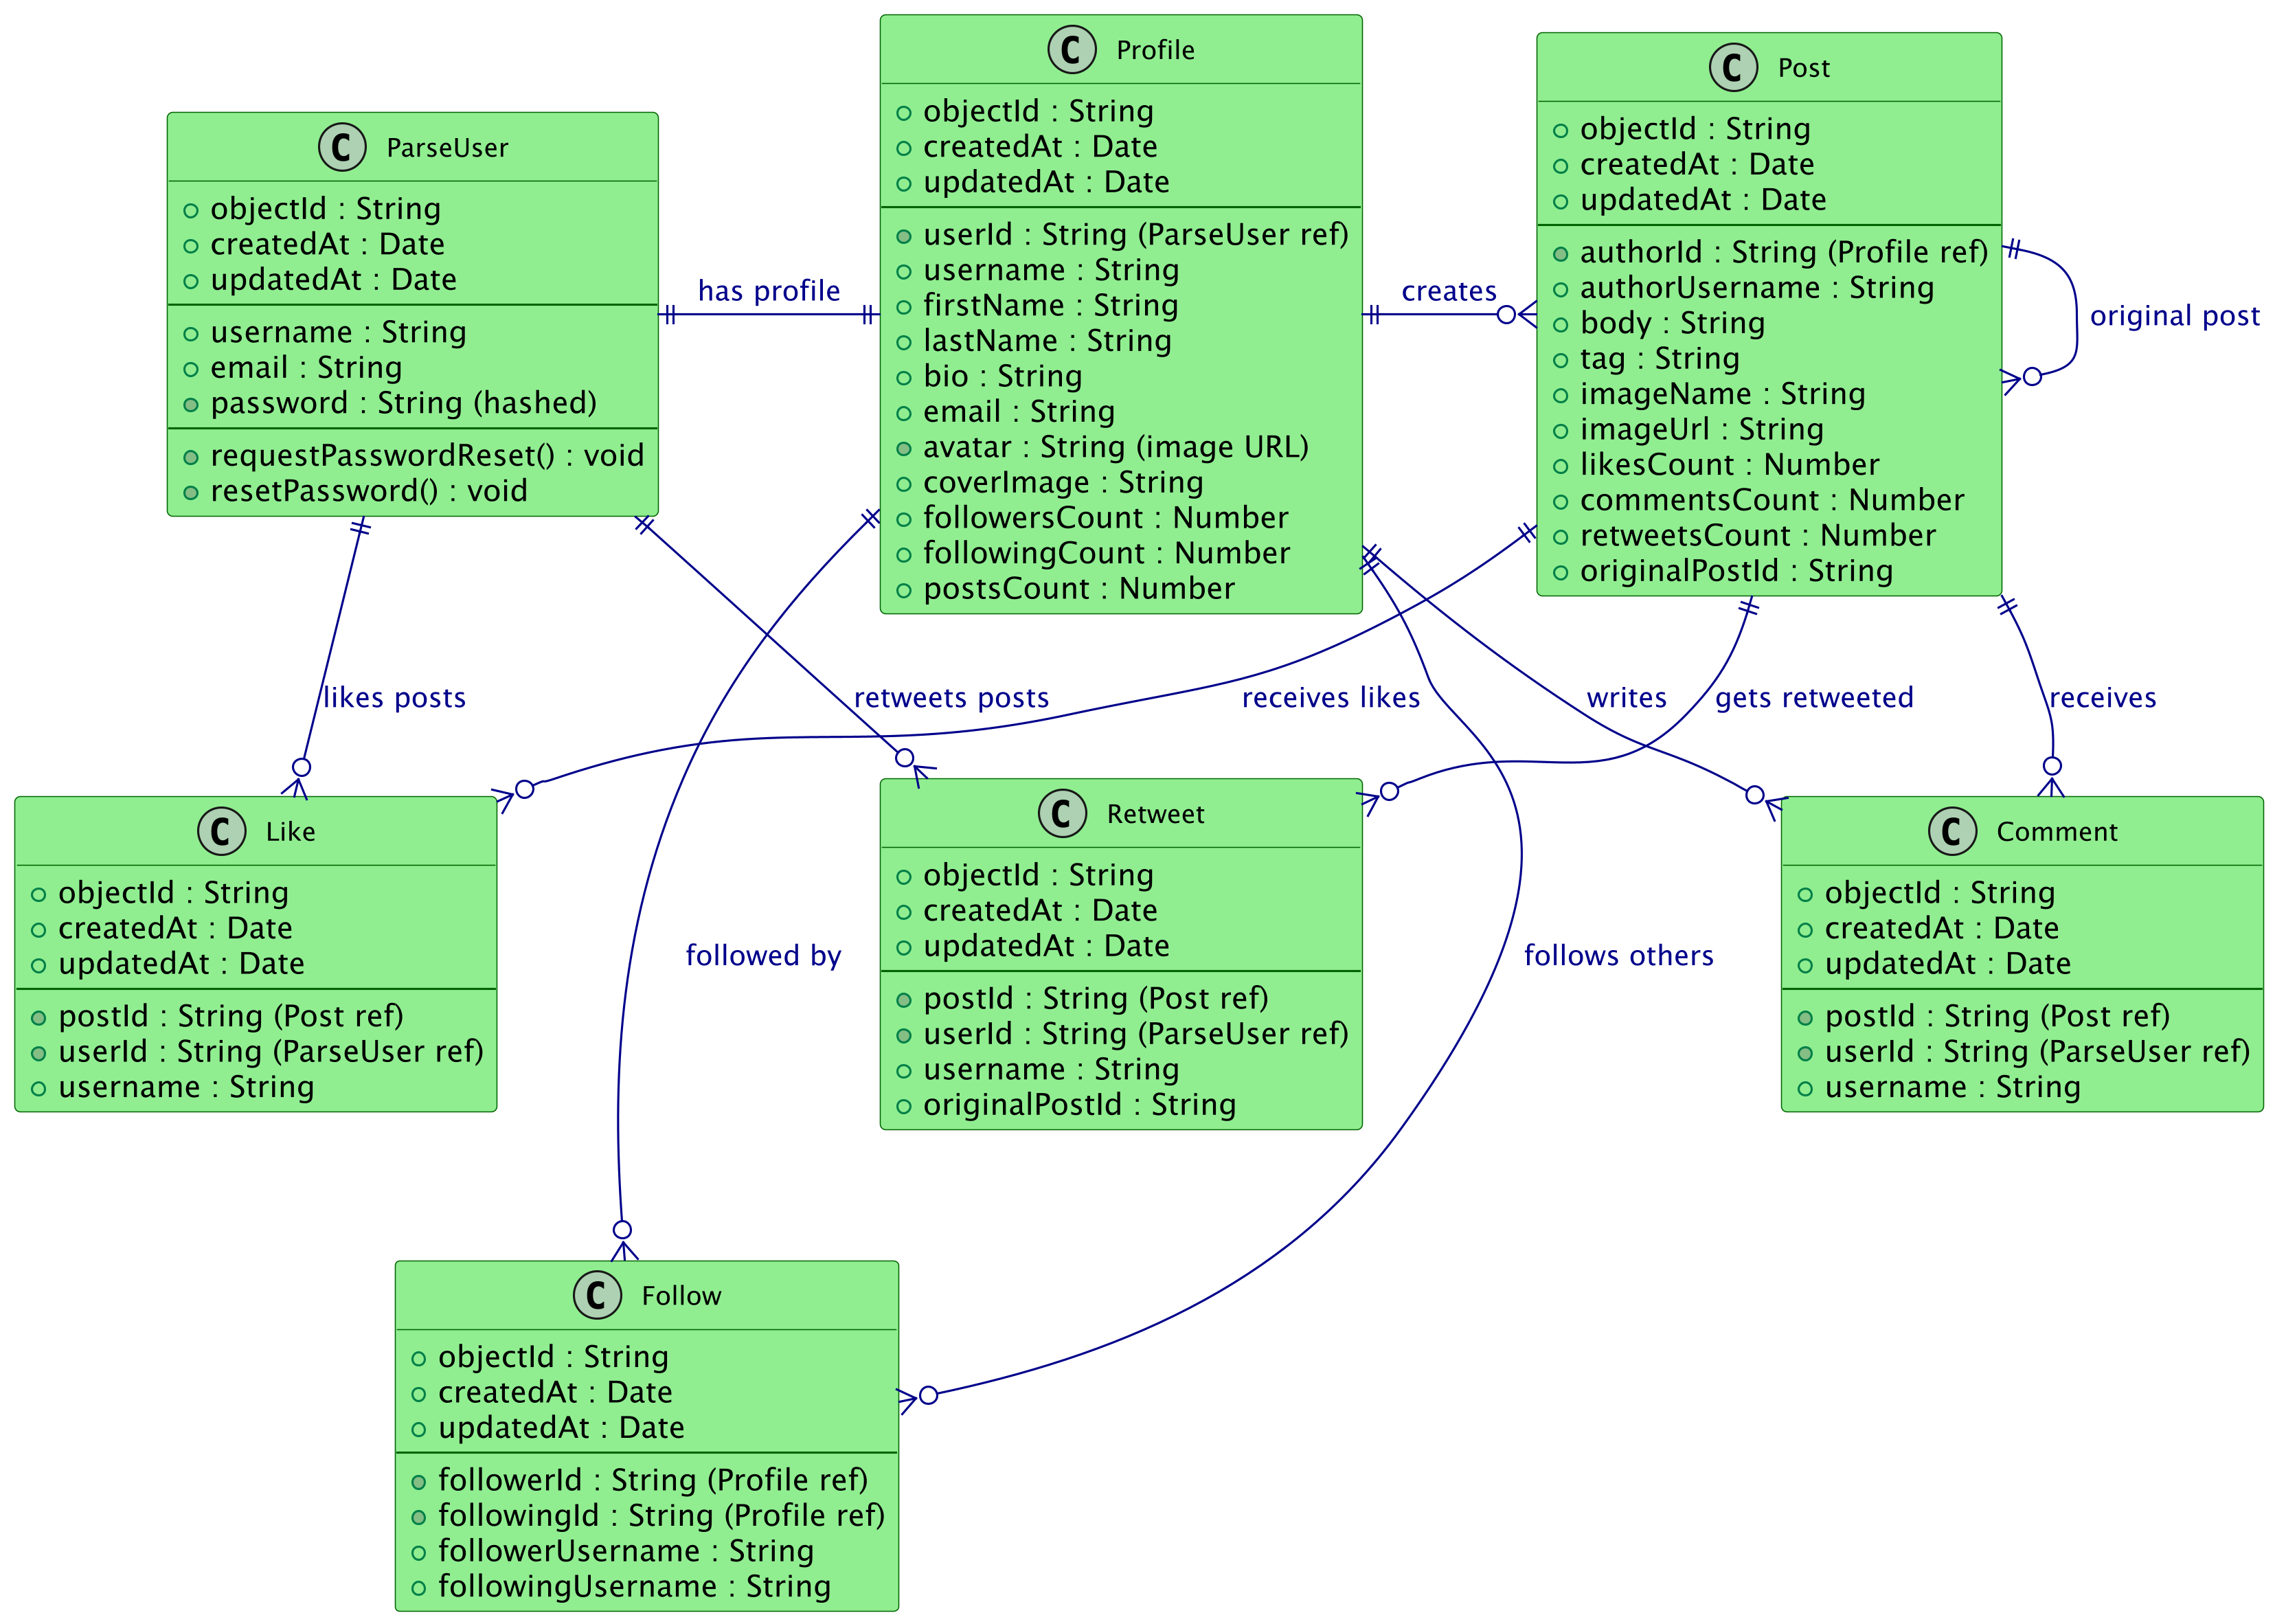 C Profile
objectId : String
createdAt : Date
updatedAt : Date
userId : String (ParseUser ref)
username : String
firstName : String
lastName : String
bio : String
email : String
avatar : String (image URL)
coverImage : String
followersCount : Number
followingCount : Number
postsCount : Number
C Post
objectId : String
createdAt : Date
updatedAt : Date
authorId : String (Profile ref)
authorUsername : String
body : String
tag : String
imageName : String
imageUrl : String
likesCount : Number
commentsCount : Number
retweetsCount : Number
originalPostId : String
C ParseUser
objectId : String
createdAt : Date
updatedAt : Date
username : String
email : String
password : String (hashed)
requestPasswordReset() : void
resetPassword() : void
has profile
creates
original post
likes posts
retweets posts
receives likes
writes
gets retweeted
receives
C Like
objectId : String
createdAt : Date
updatedAt : Date
postId : String (Post ref)
userId : String (ParseUser ref)
username : String
followed by
C Retweet
objectId : String
createdAt : Date
updatedAt : Date
postId : String (Post ref)
userId : String (ParseUser ref)
username : String
originalPostId : String
follows others
C Comment
objectId : String
createdAt : Date
updatedAt : Date
postId : String (Post ref)
userId : String (ParseUser ref)
username : String
C Follow
objectId : String
createdAt : Date
updatedAt : Date
followerId : String (Profile ref)
followingId : String (Profile ref)
followerUsername : String
followingUsername : String